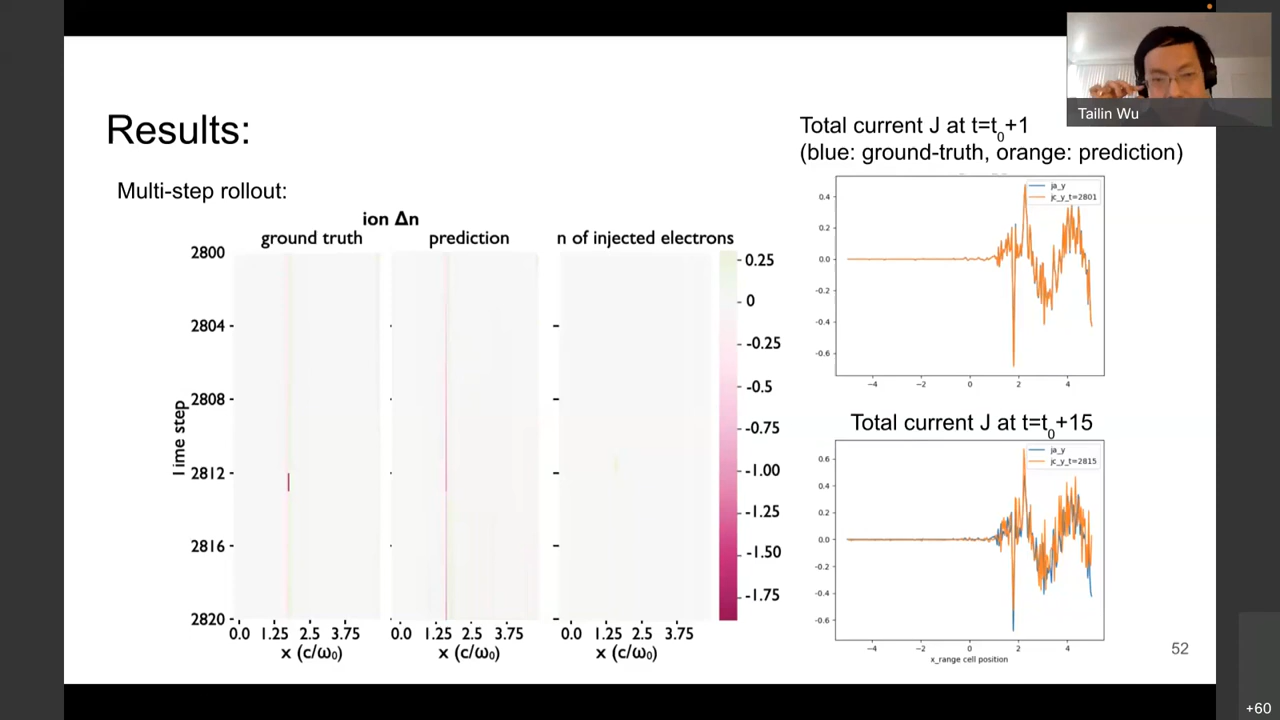 Results:
Multi-step rollout:
ion Δn
ground truth
prediction
n of injected electrons
2800
2804
2808
2812
2816
2820
Time step
0.0 1.25 2.5 3.75
x (c/ω₀)
0.0 1.25 2.5 3.75
x (c/ω₀)
0.0 1.25 2.5 3.75
x (c/ω₀)
0.25
0
-0.25
-0.5
-0.75
-1.00
-1.25
-1.50
-1.75
Tailin Wu
Total current J at t=t₀+1
(blue: ground-truth, orange: prediction)
ja_y
jc_y_t=2801
0.4
0.2
0.0
-0.2
-0.4
-0.6
-4 -2 0 2 4
Total current J at t=t₀+15
ja_y
jc_y_t=2815
0.6
0.4
0.2
0.0
-0.2
-0.4
-0.6
-4 -2 0 2 4
x_range cell position
52
+60